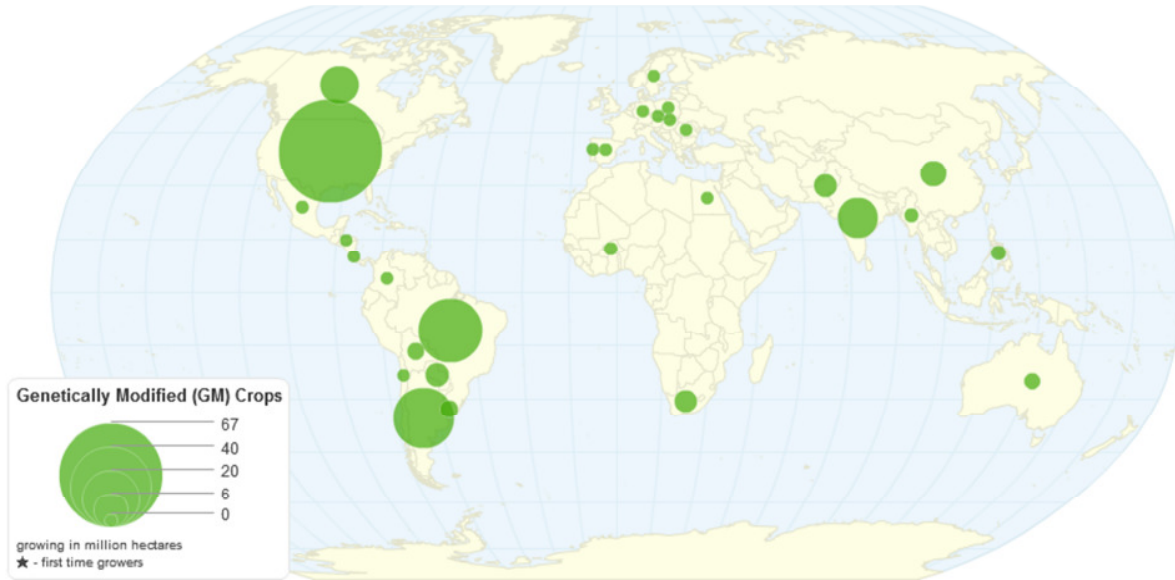 Genetically Modified (GM) Crops
67
40
20
6
0
growing in million hectares
★ - first time growers